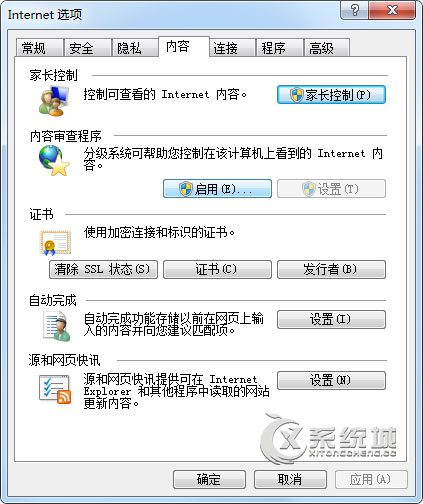 Internet 选项
常规 安全 隐私 内容 连接 程序 高级
家长控制
控制可查看的 Internet 内容。
家长控制(P)
内容审查程序
分级系统可帮助您控制在该计算机上看到的 Internet 内
容。
启用(E)...
设置(T)
证书
使用加密连接和标识的证书。
清除 SSL 状态(S)
证书(C)
发行者(B)
自动完成
自动完成功能存储以前在网页上输
入的内容并向您建议匹配项。
设置(I)
源和网页快讯
源和网页快讯提供可在 Internet
Explorer 和其他程序中读取的网站
更新内容。
设置(N)
系统城
XITONGCHENG.COM
确定
取消
应用(A)